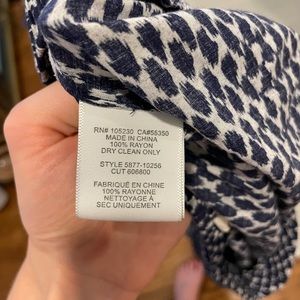 RN# 105230 CA#55350
MADE IN CHINA
100% RAYON
DRY CLEAN ONLY
STYLE 5877-10256
CUT 606800
FABRIQUÉ EN CHINE
100% RAYONNE
NETTOYAGE À
SEC UNIQUEMENT